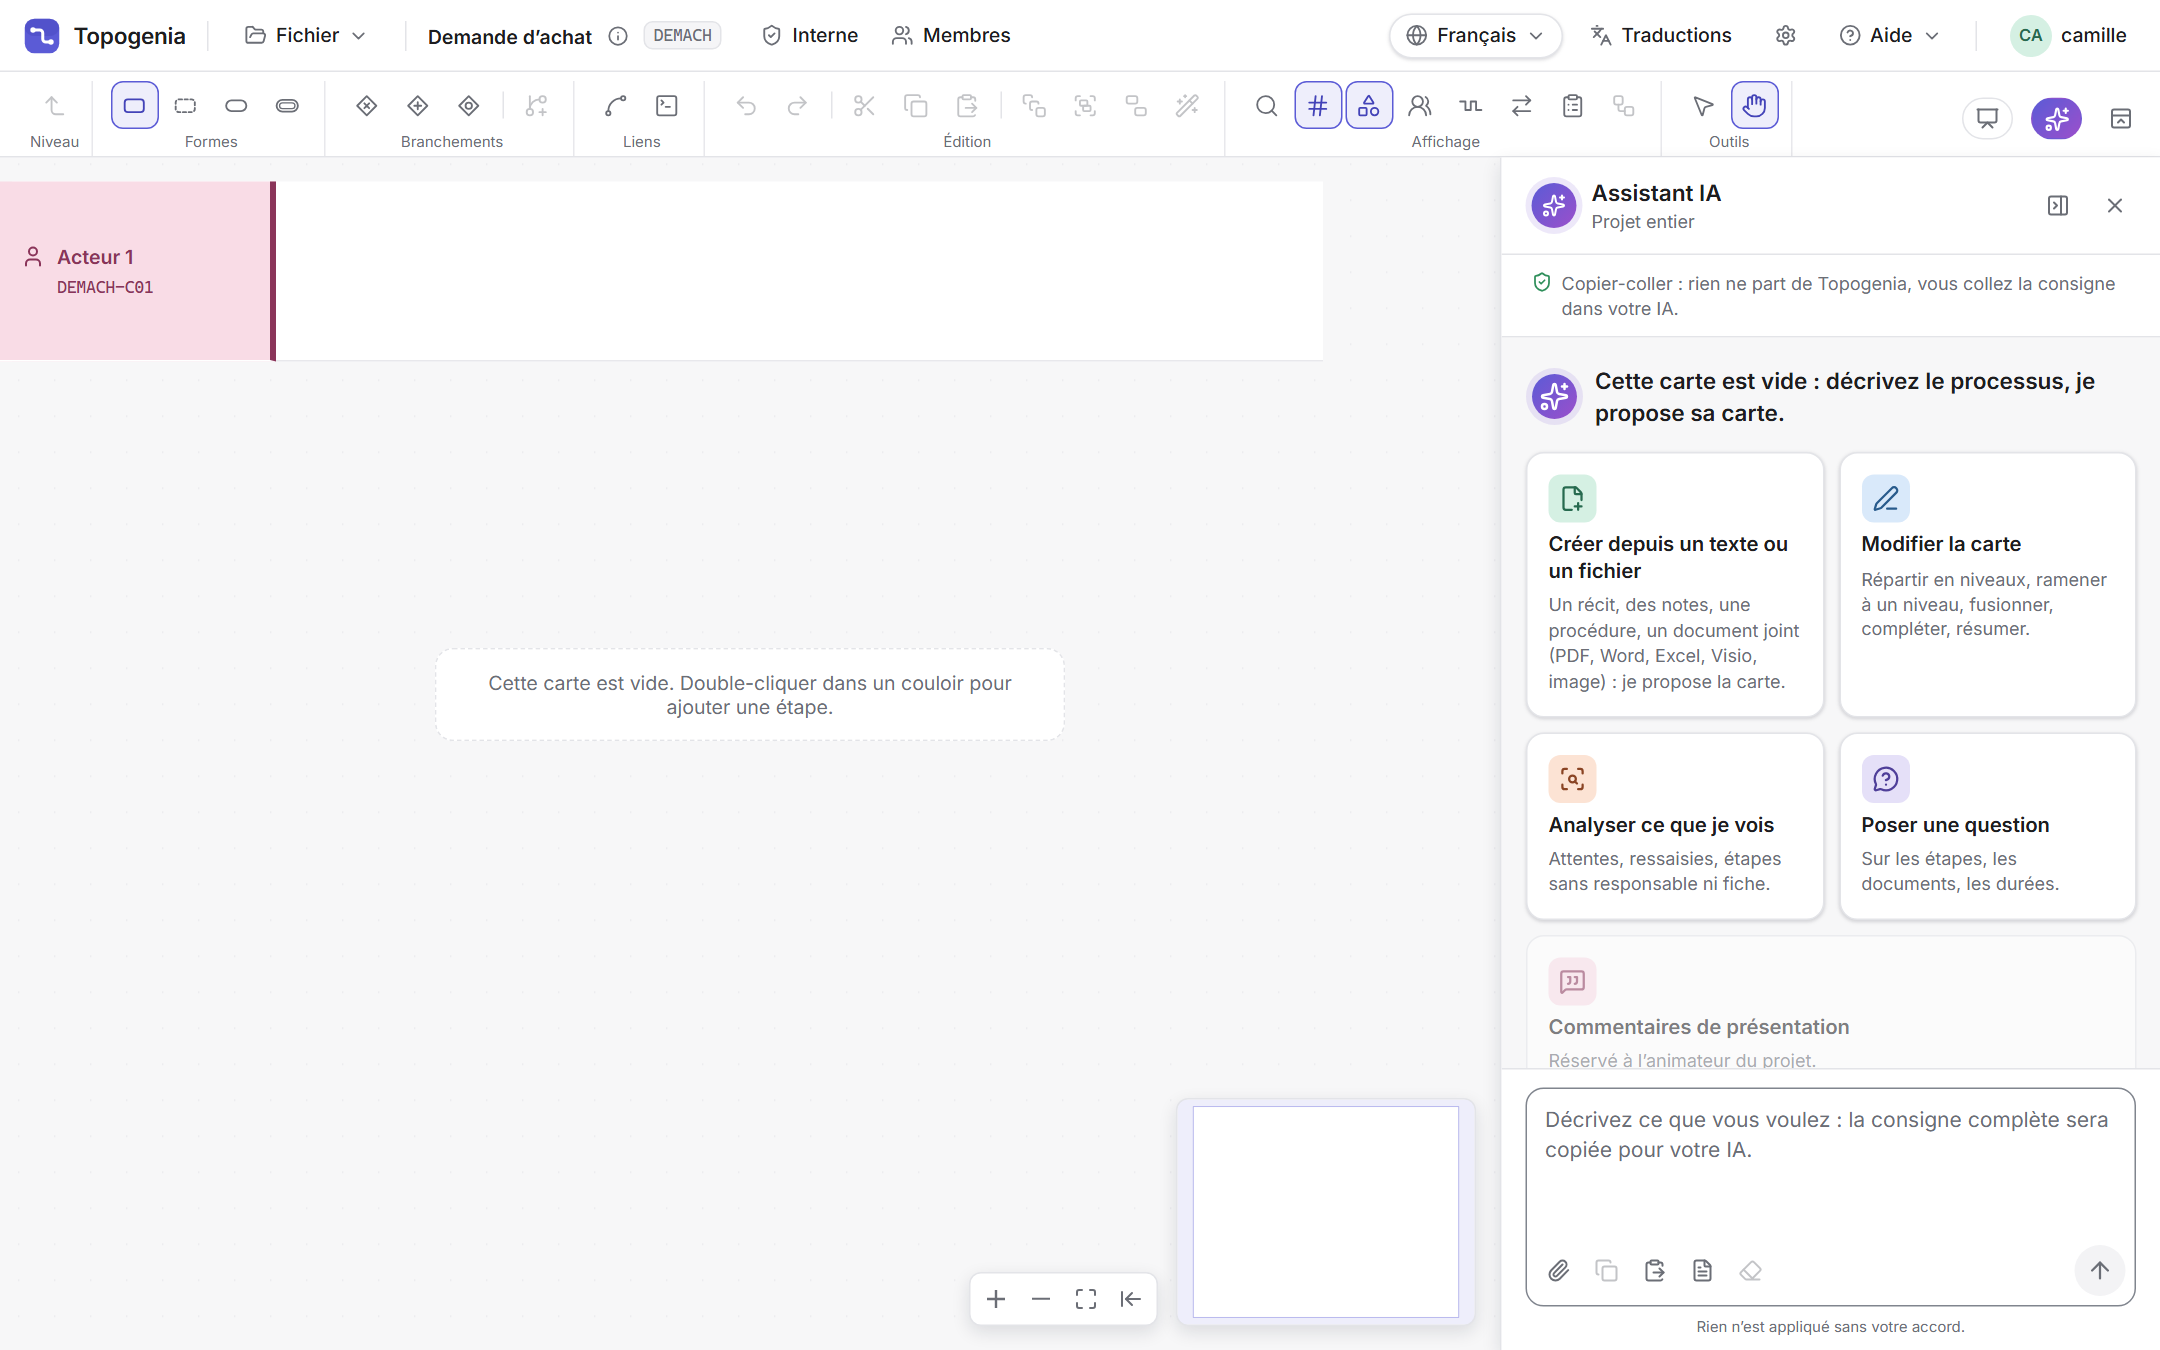 Topogenia
Fichier
Demande d’achat
DEMACH
Interne
Membres
Français
Traductions
Aide
CA
camille
Niveau
Formes
Branchements
Liens
Édition
Affichage
Outils
Acteur 1
DEMACH-C01
Cette carte est vide. Double-cliquer dans un couloir pour
ajouter une étape.
Assistant IA
Projet entier
Copier-coller : rien ne part de Topogenia, vous collez la consigne
dans votre IA.
Cette carte est vide : décrivez le processus, je
propose sa carte.
Créer depuis un texte ou
un fichier
Un récit, des notes, une
procédure, un document joint
(PDF, Word, Excel, Visio,
image) : je propose la carte.
Modifier la carte
Répartir en niveaux, ramener
à un niveau, fusionner,
compléter, résumer.
Analyser ce que je vois
Attentes, ressaisies, étapes
sans responsable ni fiche.
Poser une question
Sur les étapes, les
documents, les durées.
Commentaires de présentation
Réservé à l’animateur du projet.
Décrivez ce que vous voulez : la consigne complète sera
copiée pour votre IA.
Rien n’est appliqué sans votre accord.